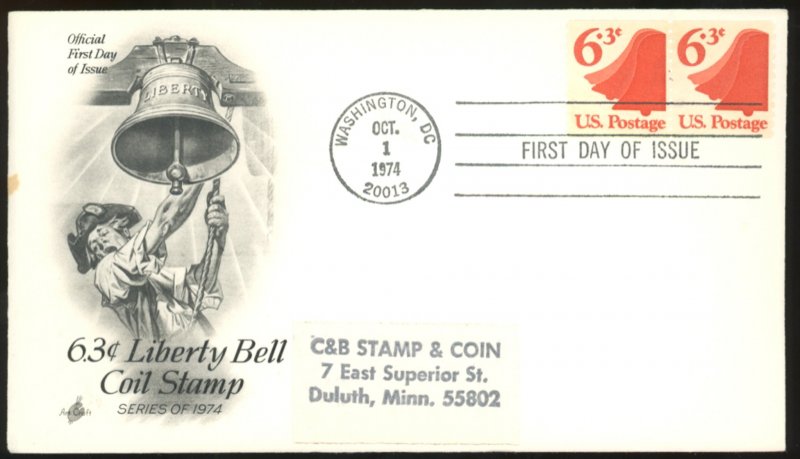 Official
First Day
of Issue
LIBERTY
6.3¢ Liberty Bell
Coil Stamp
SERIES OF 1974
Art Craft
WASHINGTON, DC
OCT.
1
1974
20013
6·3¢
U.S. Postage
6·3¢
U.S. Postage
FIRST DAY OF ISSUE
C&B STAMP & COIN
7 East Superior St.
Duluth, Minn. 55802